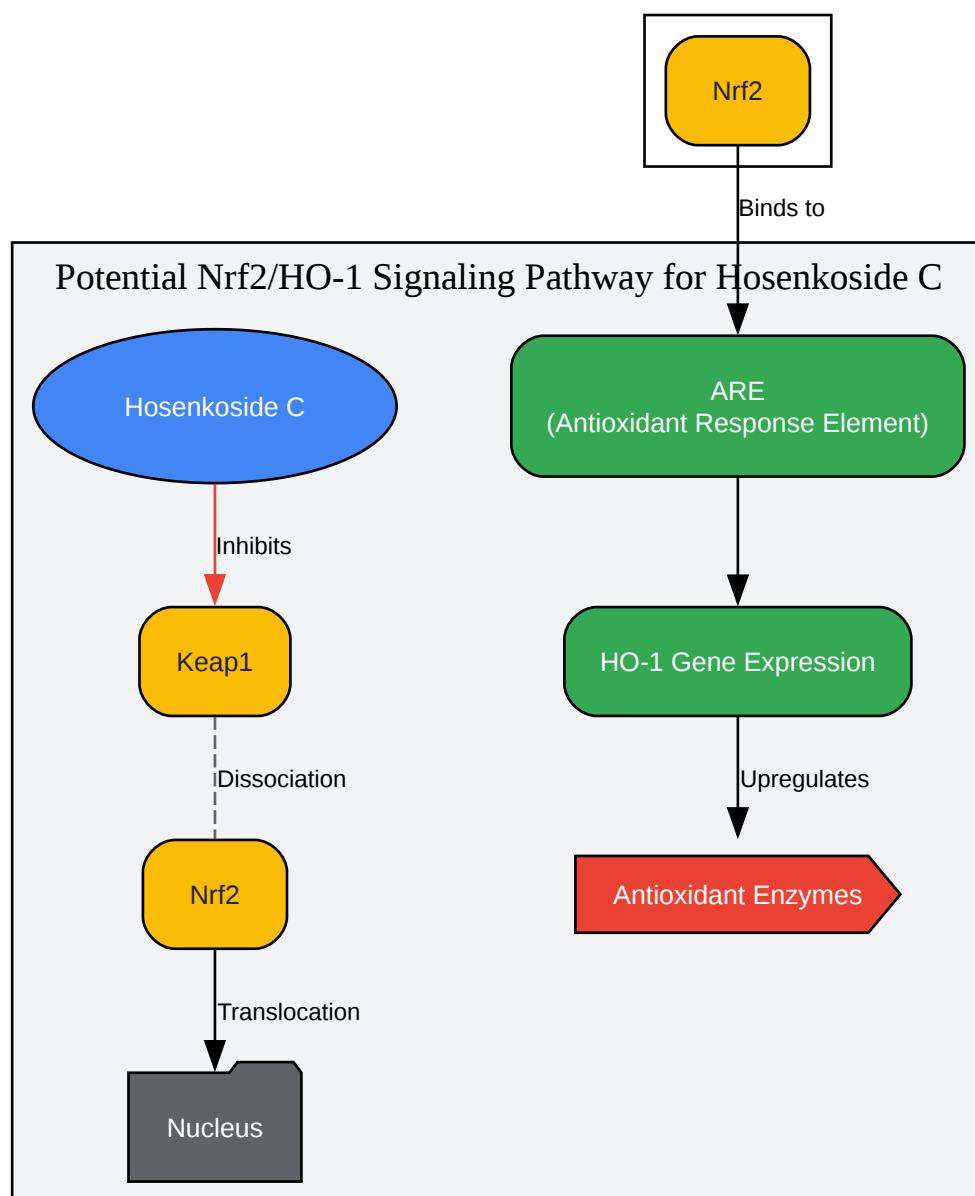 Nrf2
Binds to
Potential Nrf2/HO-1 Signaling Pathway for Hosenkoside C
Hosenkoside C
Inhibits
Keap1
Dissociation
Nrf2
Translocation
Nucleus
ARE
(Antioxidant Response Element)
HO-1 Gene Expression
Upregulates
Antioxidant Enzymes